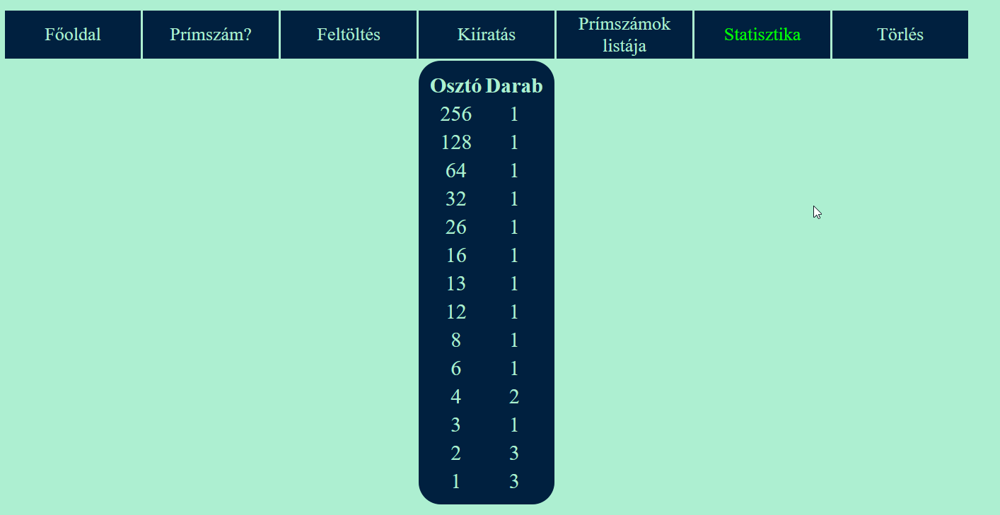 Főoldal
Prímszám?
Feltöltés
Kiíratás
Prímszámok
listája
Statisztika
Törlés
Osztó Darab
256 1
128 1
64 1
32 1
26 1
16 1
13 1
12 1
8 1
6 1
4 2
3 1
2 3
1 3